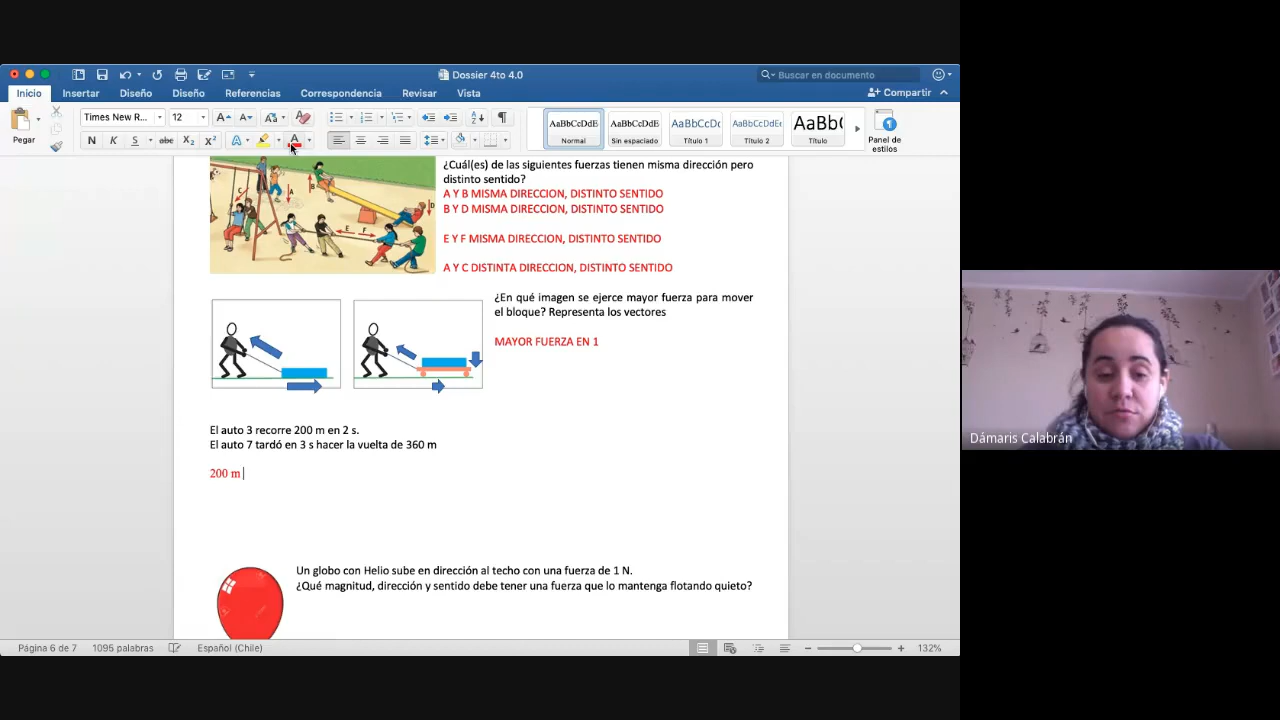 Dossier 4to 4.0
Buscar en documento
Inicio
Insertar
Diseño
Diseño
Referencias
Correspondencia
Revisar
Vista
Compartir
Pegar
Times New R...
12
N K S abc X₂ X²
AaBbCcDdE
Normal
AaBbCcDdE
Sin espaciado
AaBbCcDc
Título 1
AaBbCcDdEe
Título 2
AaBb(
Título
Panel de
estilos
¿Cuál(es) de las siguientes fuerzas tienen misma dirección pero
distinto sentido?
A Y B MISMA DIRECCION, DISTINTO SENTIDO
B Y D MISMA DIRECCION, DISTINTO SENTIDO
E Y F MISMA DIRECCION, DISTINTO SENTIDO
A Y C DISTINTA DIRECCION, DISTINTO SENTIDO
C
A
B
D
E
F
¿En qué imagen se ejerce mayor fuerza para mover
el bloque? Representa los vectores
MAYOR FUERZA EN 1
El auto 3 recorre 200 m en 2 s.
El auto 7 tardó en 3 s hacer la vuelta de 360 m
200 m
Un globo con Helio sube en dirección al techo con una fuerza de 1 N.
¿Qué magnitud, dirección y sentido debe tener una fuerza que lo mantenga flotando quieto?
Página 6 de 7
1095 palabras
Español (Chile)
132%
Dámaris Calabrán